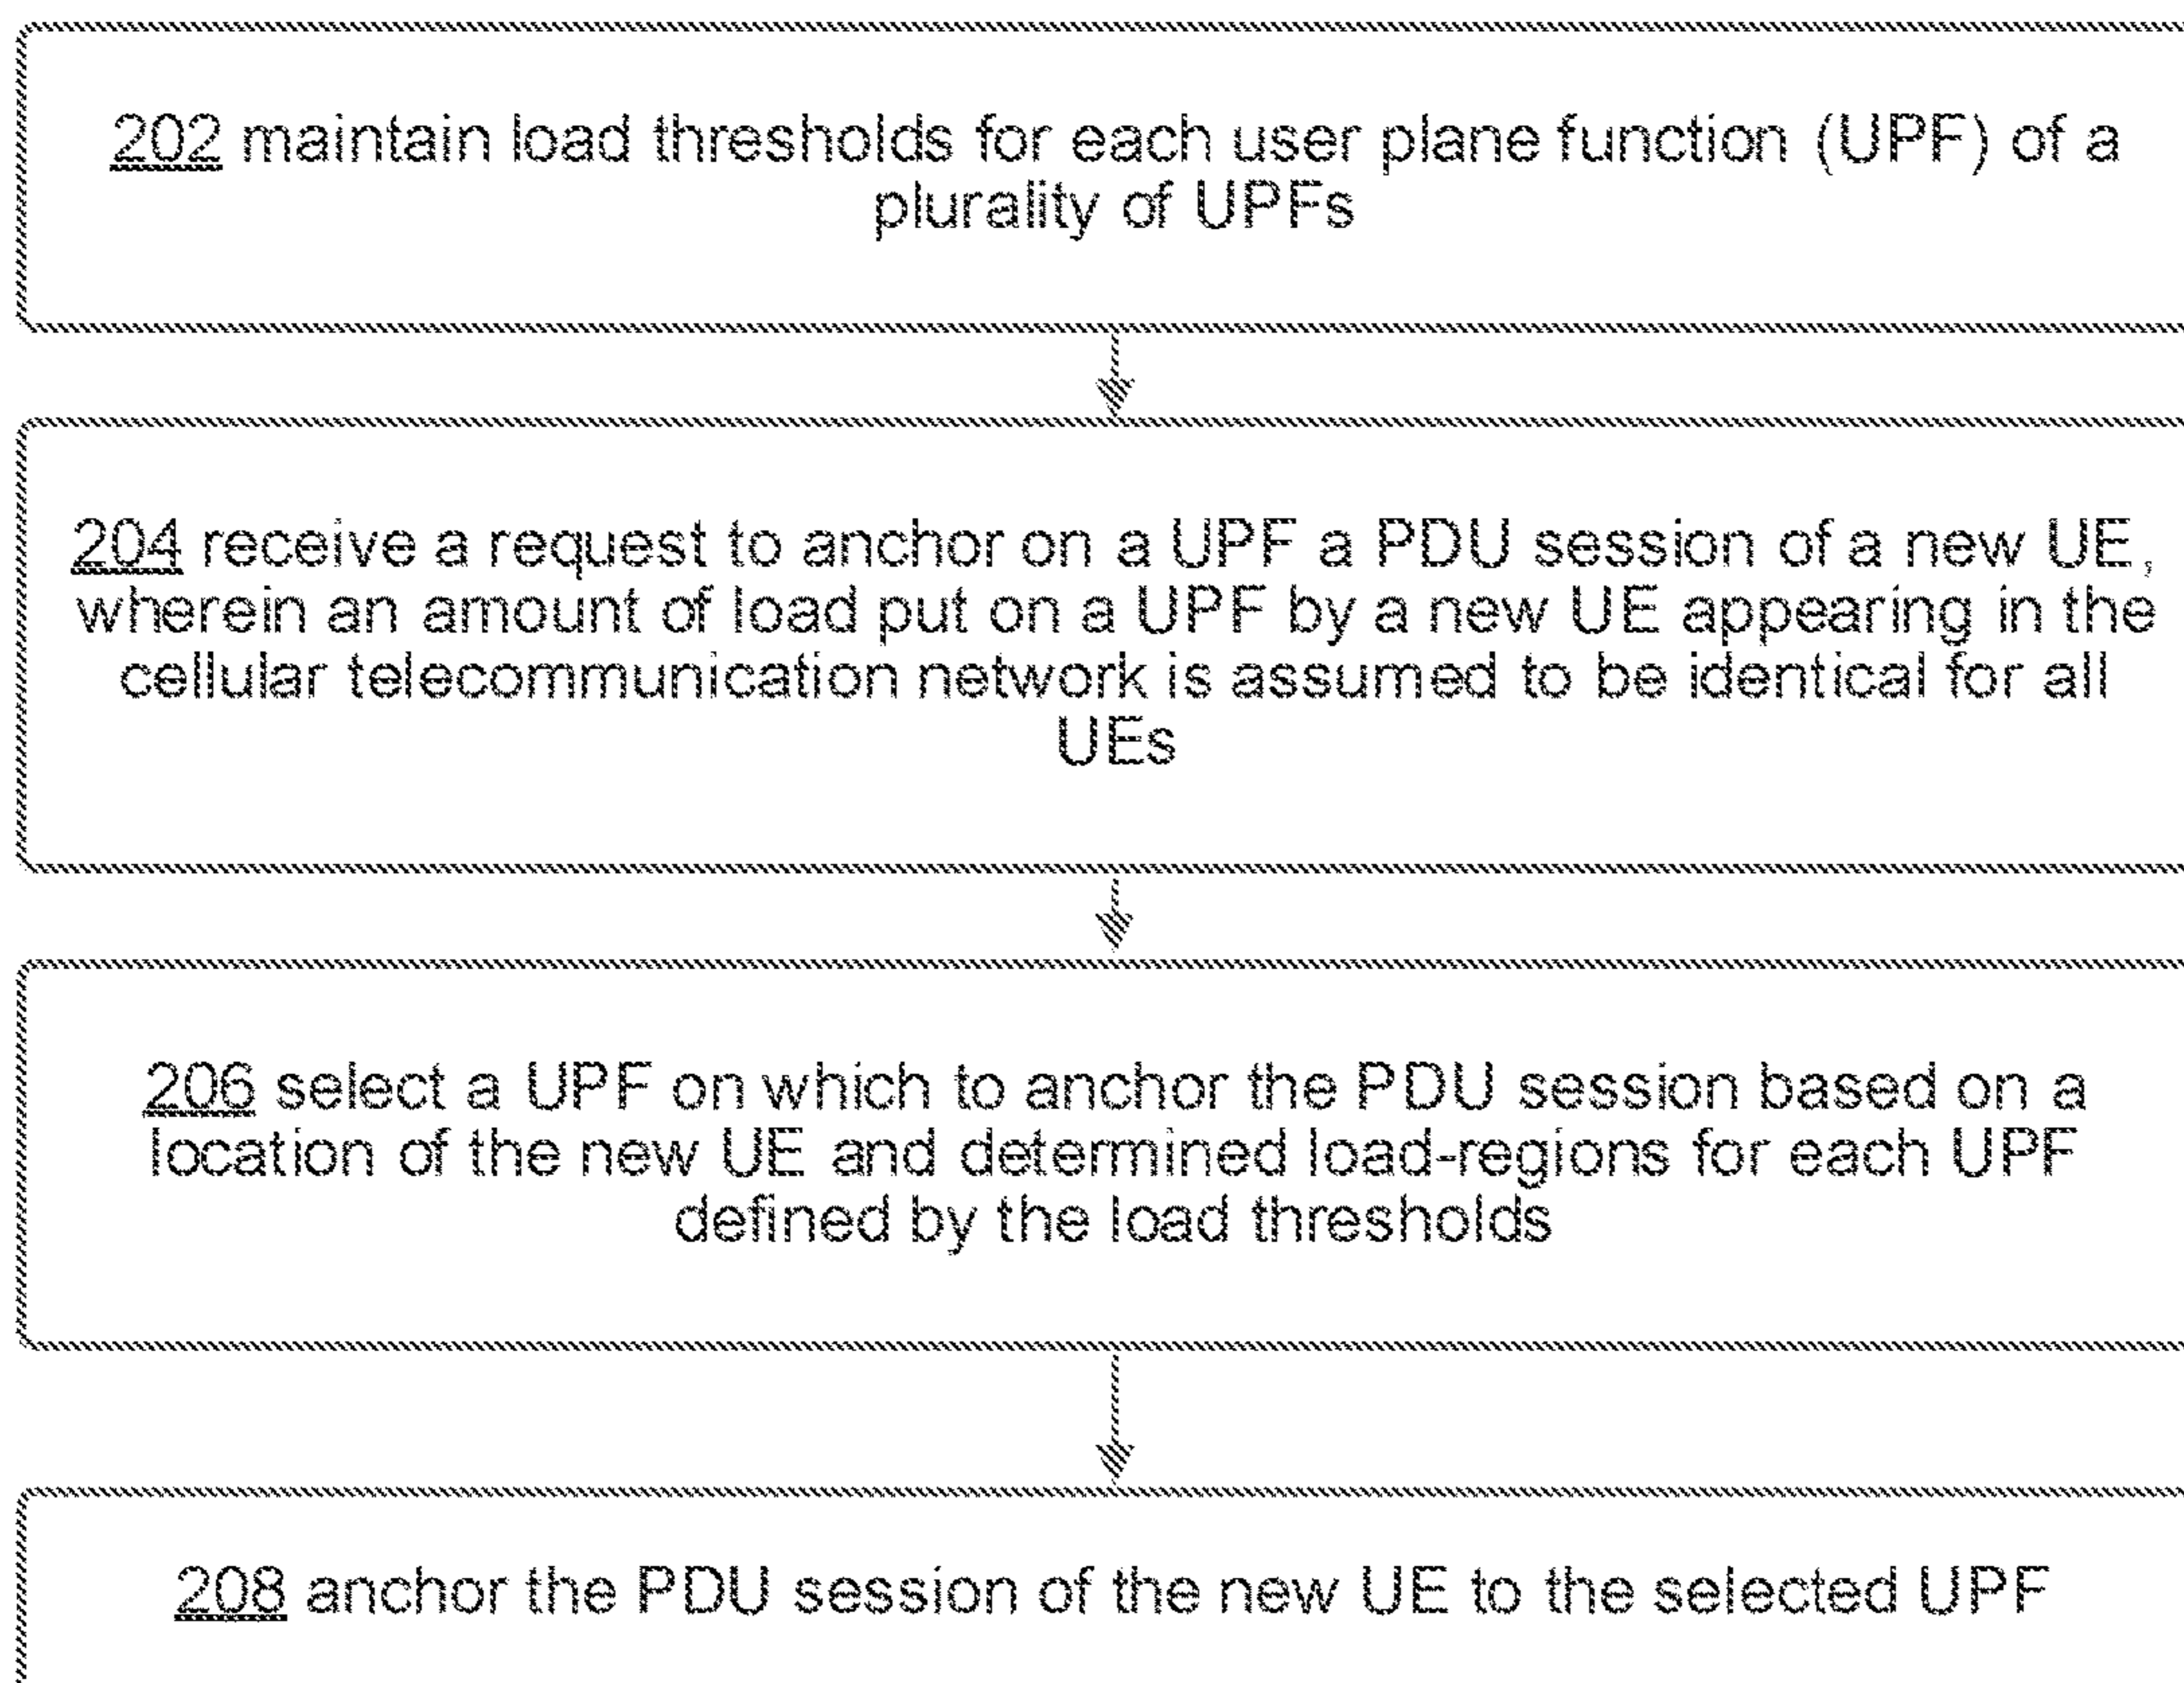 202 maintain load thresholds for each user plane function (UPF) of a
plurality of UPFs
204 receive a request to anchor on a UPF a PDU session of a new UE,
wherein an amount of load put on a UPF by a new UE appearing in the
cellular telecommunication network is assumed to be identical for all
UEs
206 select a UPF on which to anchor the PDU session based on a
location of the new UE and determined load-regions for each UPF
defined by the load thresholds
208 anchor the PDU session of the new UE to the selected UPF